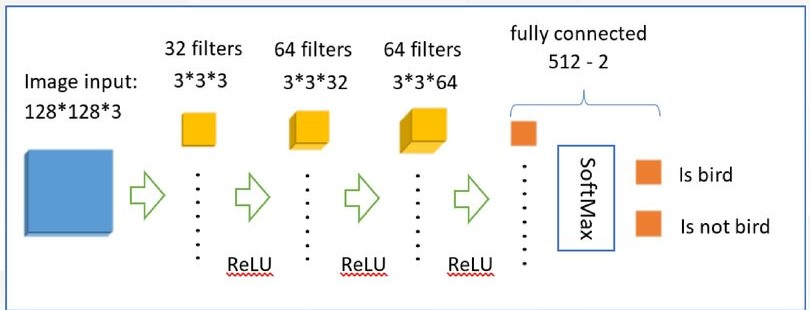 Image input:
128*128*3
32 filters
3*3*3
64 filters
3*3*32
64 filters
3*3*64
fully connected
512 - 2
ReLU
ReLU
ReLU
SoftMax
Is bird
Is not bird